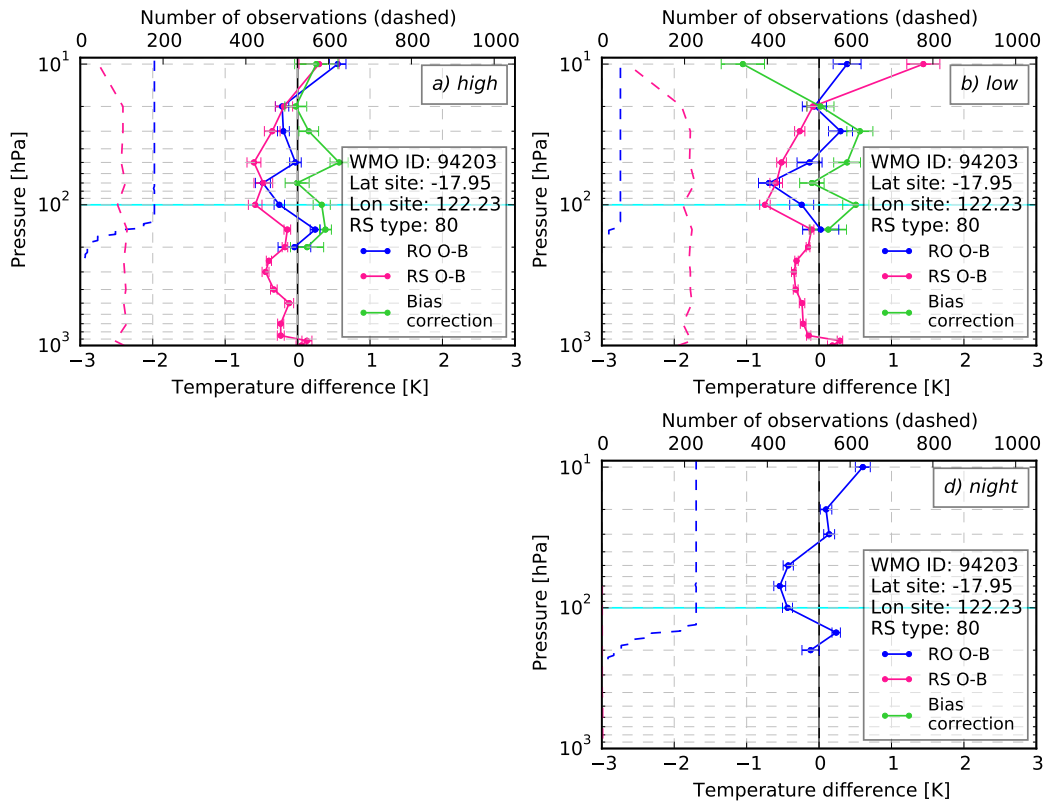 Number of observations (dashed)
0 200 400 600 800 1000
10¹
10²
10³
Pressure [hPa]
a) high
WMO ID: 94203
Lat site: -17.95
Lon site: 122.23
RS type: 80
RO O-B
RS O-B
Bias
correction
−3 −2 −1 0 1 2 3
Temperature difference [K]
Number of observations (dashed)
0 200 400 600 800 1000
10¹
10²
10³
Pressure [hPa]
b) low
WMO ID: 94203
Lat site: -17.95
Lon site: 122.23
RS type: 80
RO O-B
RS O-B
Bias
correction
−3 −2 −1 0 1 2 3
Temperature difference [K]
Number of observations (dashed)
0 200 400 600 800 1000
10¹
10²
10³
Pressure [hPa]
d) night
WMO ID: 94203
Lat site: -17.95
Lon site: 122.23
RS type: 80
RO O-B
RS O-B
Bias
correction
−3 −2 −1 0 1 2 3
Temperature difference [K]